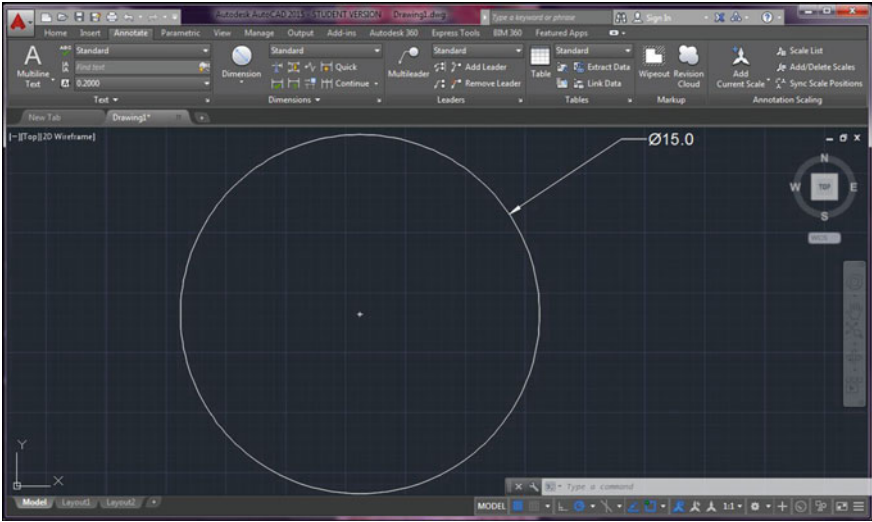 Autodesk AutoCAD 2015 - STUDENT VERSION Drawing1.dwg Type a keyword or phrase Sign In
Home Insert Annotate Parametric View Manage Output Add-ins Autodesk 360 Express Tools BIM 360 Featured Apps
A Multiline Text
ABC Standard
Find text
0.2000
Text
Dimension
Standard
Quick
Continue
Dimensions
Multileader
Standard
Add Leader
Remove Leader
Leaders
Table
Standard
Extract Data
Link Data
Tables
Wipeout Revision Cloud
Markup
Add Current Scale
Scale List
Add/Delete Scales
Sync Scale Positions
Annotation Scaling
New Tab Drawing1*
[-][Top][2D Wireframe]
Ø15.0
N
W TOP E
S
WCS
Y
X
Type a command
Model Layout1 Layout2 +
MODEL 1:1